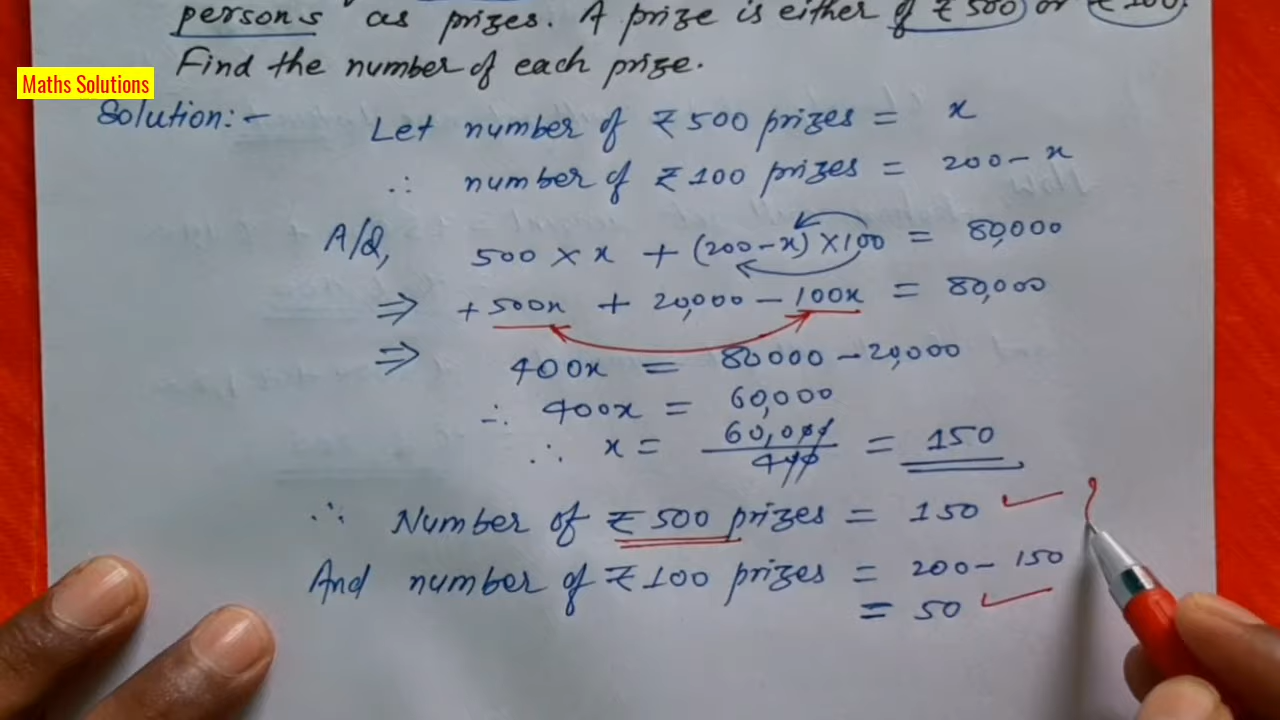 persons as prizes. A prize is either of ₹ 500 or ₹ 100.
Find the number of each prize.
Maths Solutions
Solution:-
Let number of ₹ 500 prizes = x
∴ number of ₹ 100 prizes = 200 - x
A/Q, 500 × x + (200 - x) × 100 = 80,000
⇒ + 500x + 20,000 - 100x = 80,000
⇒ 400x = 80000 - 20,000
∴ 400x = 60,000
∴ x = 60,000/400 = 150
∴ Number of ₹ 500 prizes = 150 ✓
And number of ₹ 100 prizes = 200 - 150
= 50 ✓